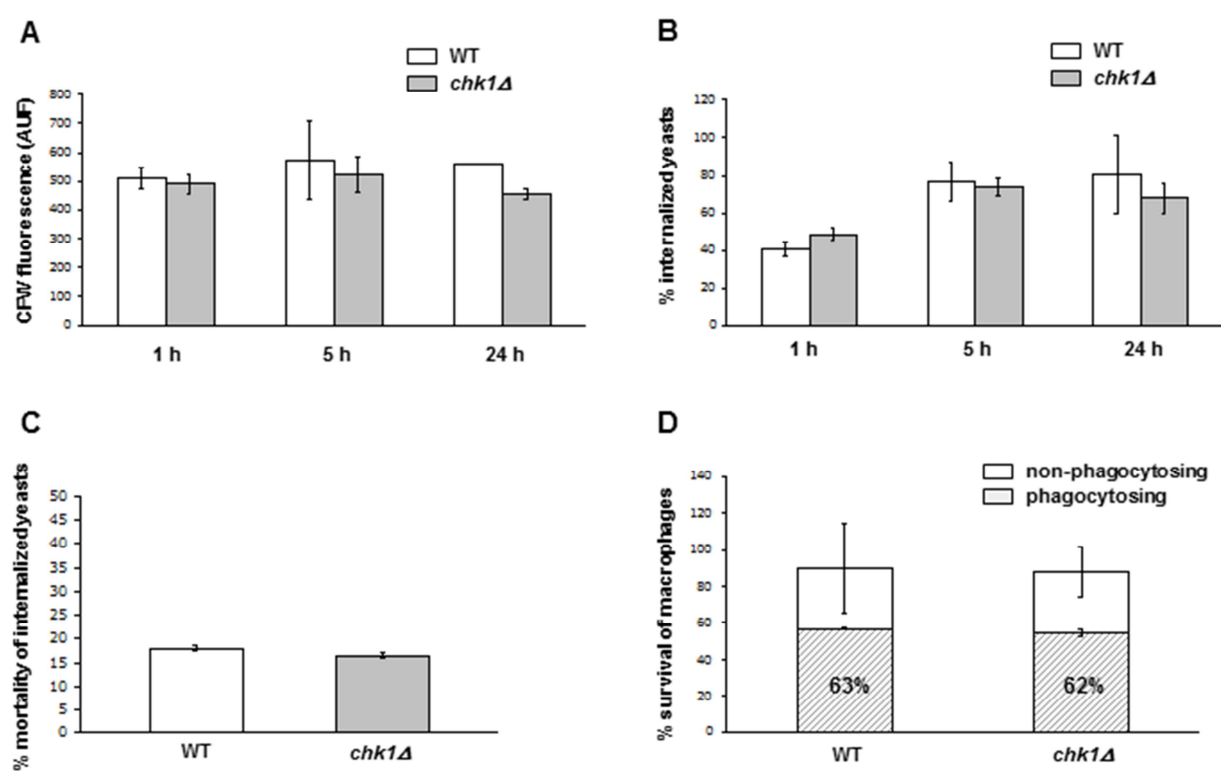 A
WT
chk1Δ
CFW fluorescence (AUF)
800
700
600
500
400
300
200
100
0
1 h
5 h
24 h
B
WT
chk1Δ
% internalized yeasts
120
100
80
60
40
20
0
1 h
5 h
24 h
C
% mortality of internalized yeasts
50
45
40
35
30
25
20
15
10
5
0
WT
chk1Δ
D
non-phagocytosing
phagocytosing
% survival of macrophages
140
120
100
80
60
40
20
0
63%
62%
WT
chk1Δ